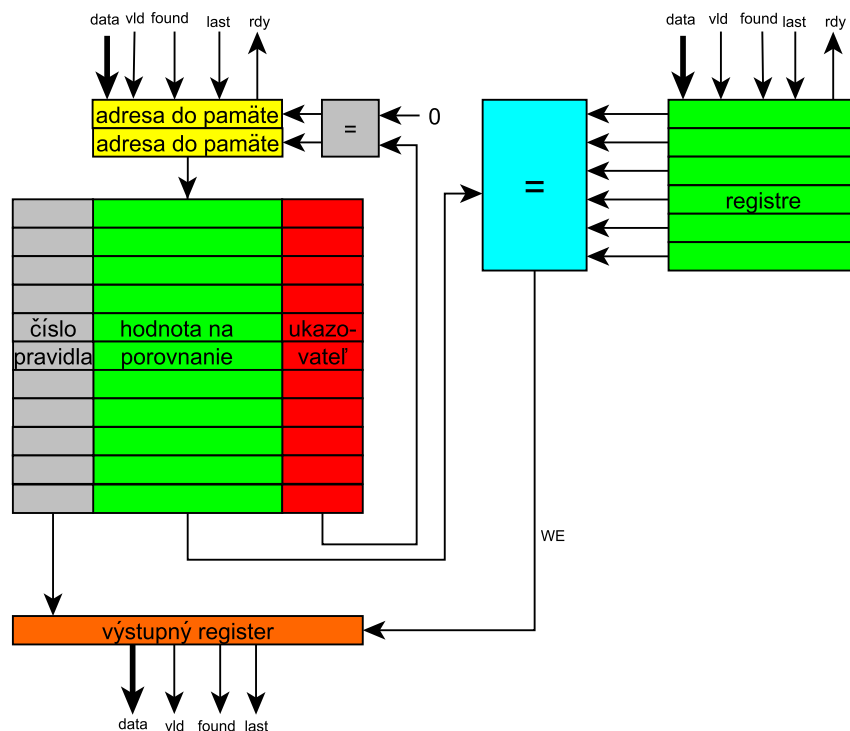 data vld found last rdy
data vld found last rdy
adresa do pamäte
adresa do pamäte
=
0
=
registre
číslo
pravidla
hodnota na
porovnanie
ukazo-
vateľ
WE
výstupný register
data vld found last